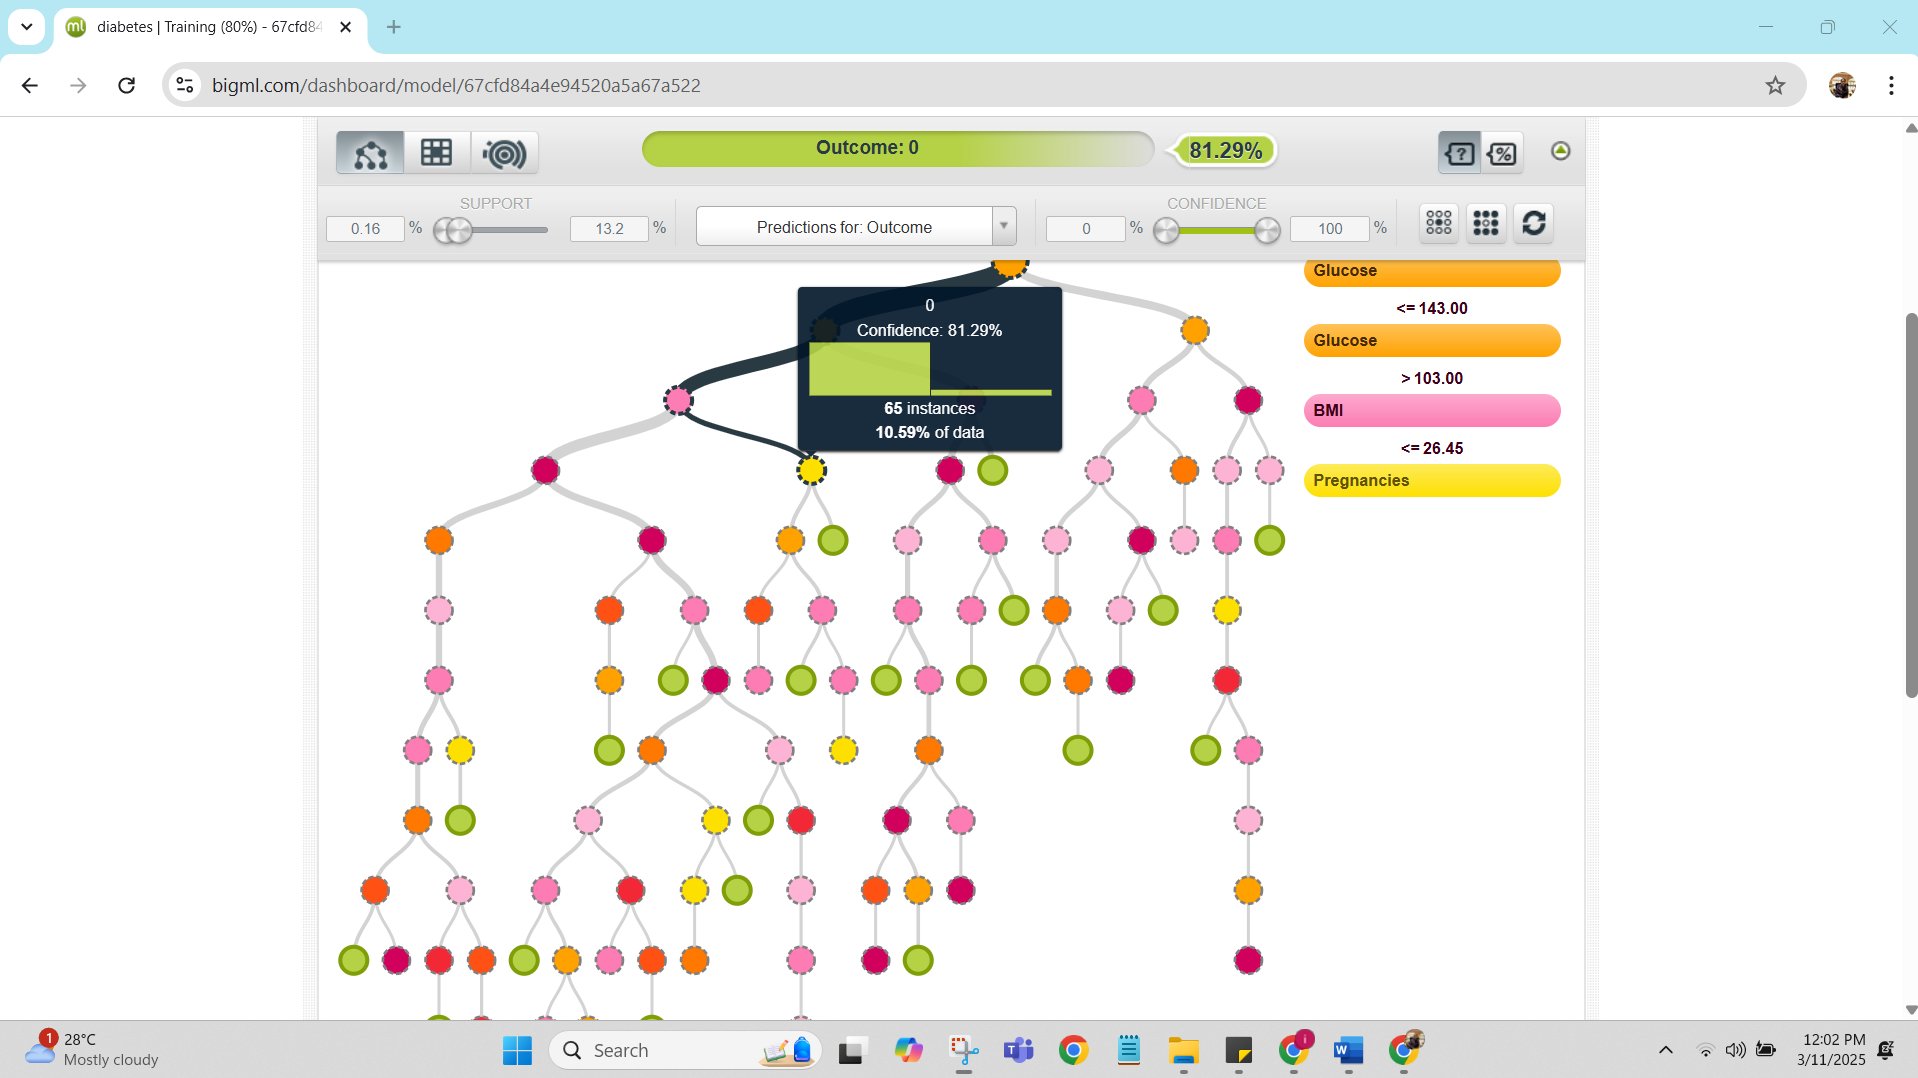 diabetes | Training (80%) - 67cfd84
bigml.com/dashboard/model/67cfd84a4e94520a5a67a522
Outcome: 0
81.29%
SUPPORT
0.16 %
13.2 %
Predictions for: Outcome
CONFIDENCE
0 %
100 %
0
Confidence: 81.29%
65 instances
10.59% of data
Glucose
<= 143.00
Glucose
> 103.00
BMI
<= 26.45
Pregnancies
1
28°C
Mostly cloudy
Search
12:02 PM
3/11/2025